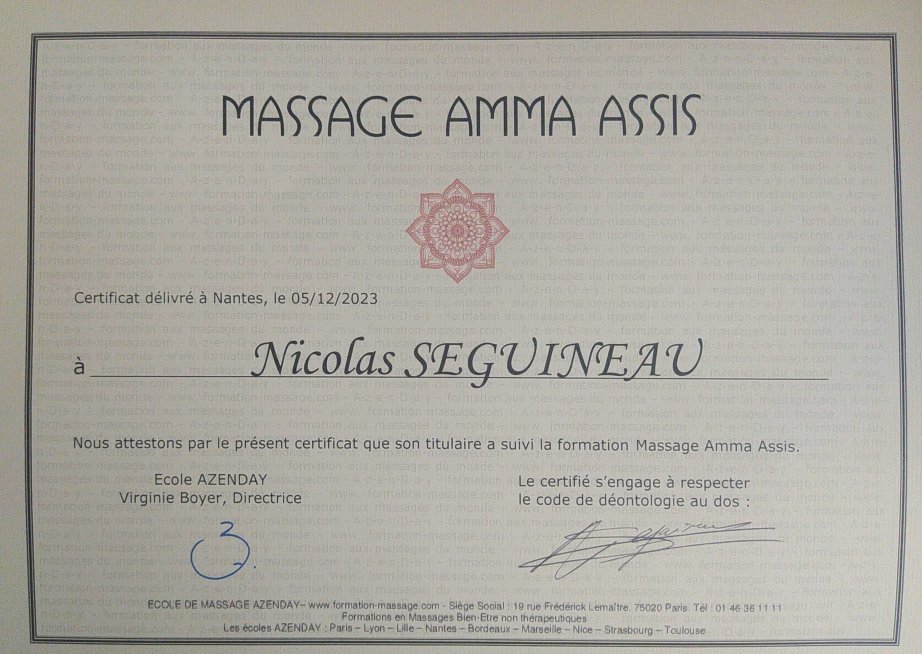 MASSAGE AMMA ASSIS
Certificat délivré à Nantes, le 05/12/2023
à Nicolas SEGUINEAU
Nous attestons par le présent certificat que son titulaire a suivi la formation Massage Amma Assis.
Ecole AZENDAY
Virginie Boyer, Directrice
Le certifié s'engage à respecter
le code de déontologie au dos :
ECOLE DE MASSAGE AZENDAY– www.formation-massage.com - Siège Social : 19 rue Frédérick Lemaître, 75020 Paris. Tél : 01 46 36 11 11
Formations en Massages Bien-Etre non thérapeutiques
Les écoles AZENDAY : Paris – Lyon – Lille – Nantes – Bordeaux – Marseille – Nice – Strasbourg – Toulouse